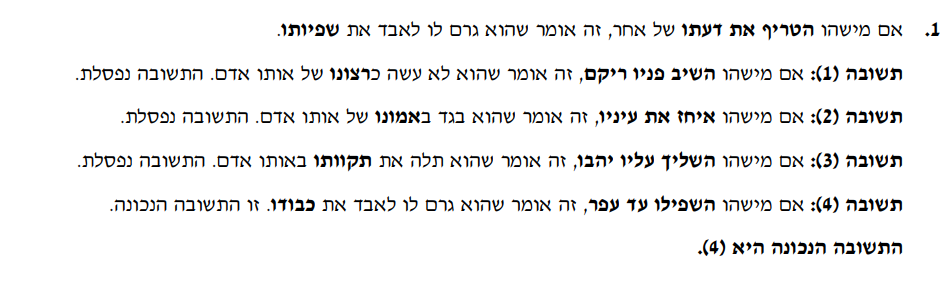 1. אם מישהו הטריף את דעתו של אחר, זה אומר שהוא גרם לו לאבד את שפיותו.
תשובה (1): אם מישהו השיב פניו ריקם, זה אומר שהוא לא עשה כרצונו של אותו אדם. התשובה נפסלת.
תשובה (2): אם מישהו איחז את עיניו, זה אומר שהוא בגד באמונו של אותו אדם. התשובה נפסלת.
תשובה (3): אם מישהו השליך עליו יהבו, זה אומר שהוא תלה את תקוותו באותו אדם. התשובה נפסלת.
תשובה (4): אם מישהו השפילו עד עפר, זה אומר שהוא גרם לו לאבד את כבודו. זו התשובה הנכונה.
התשובה הנכונה היא (4).